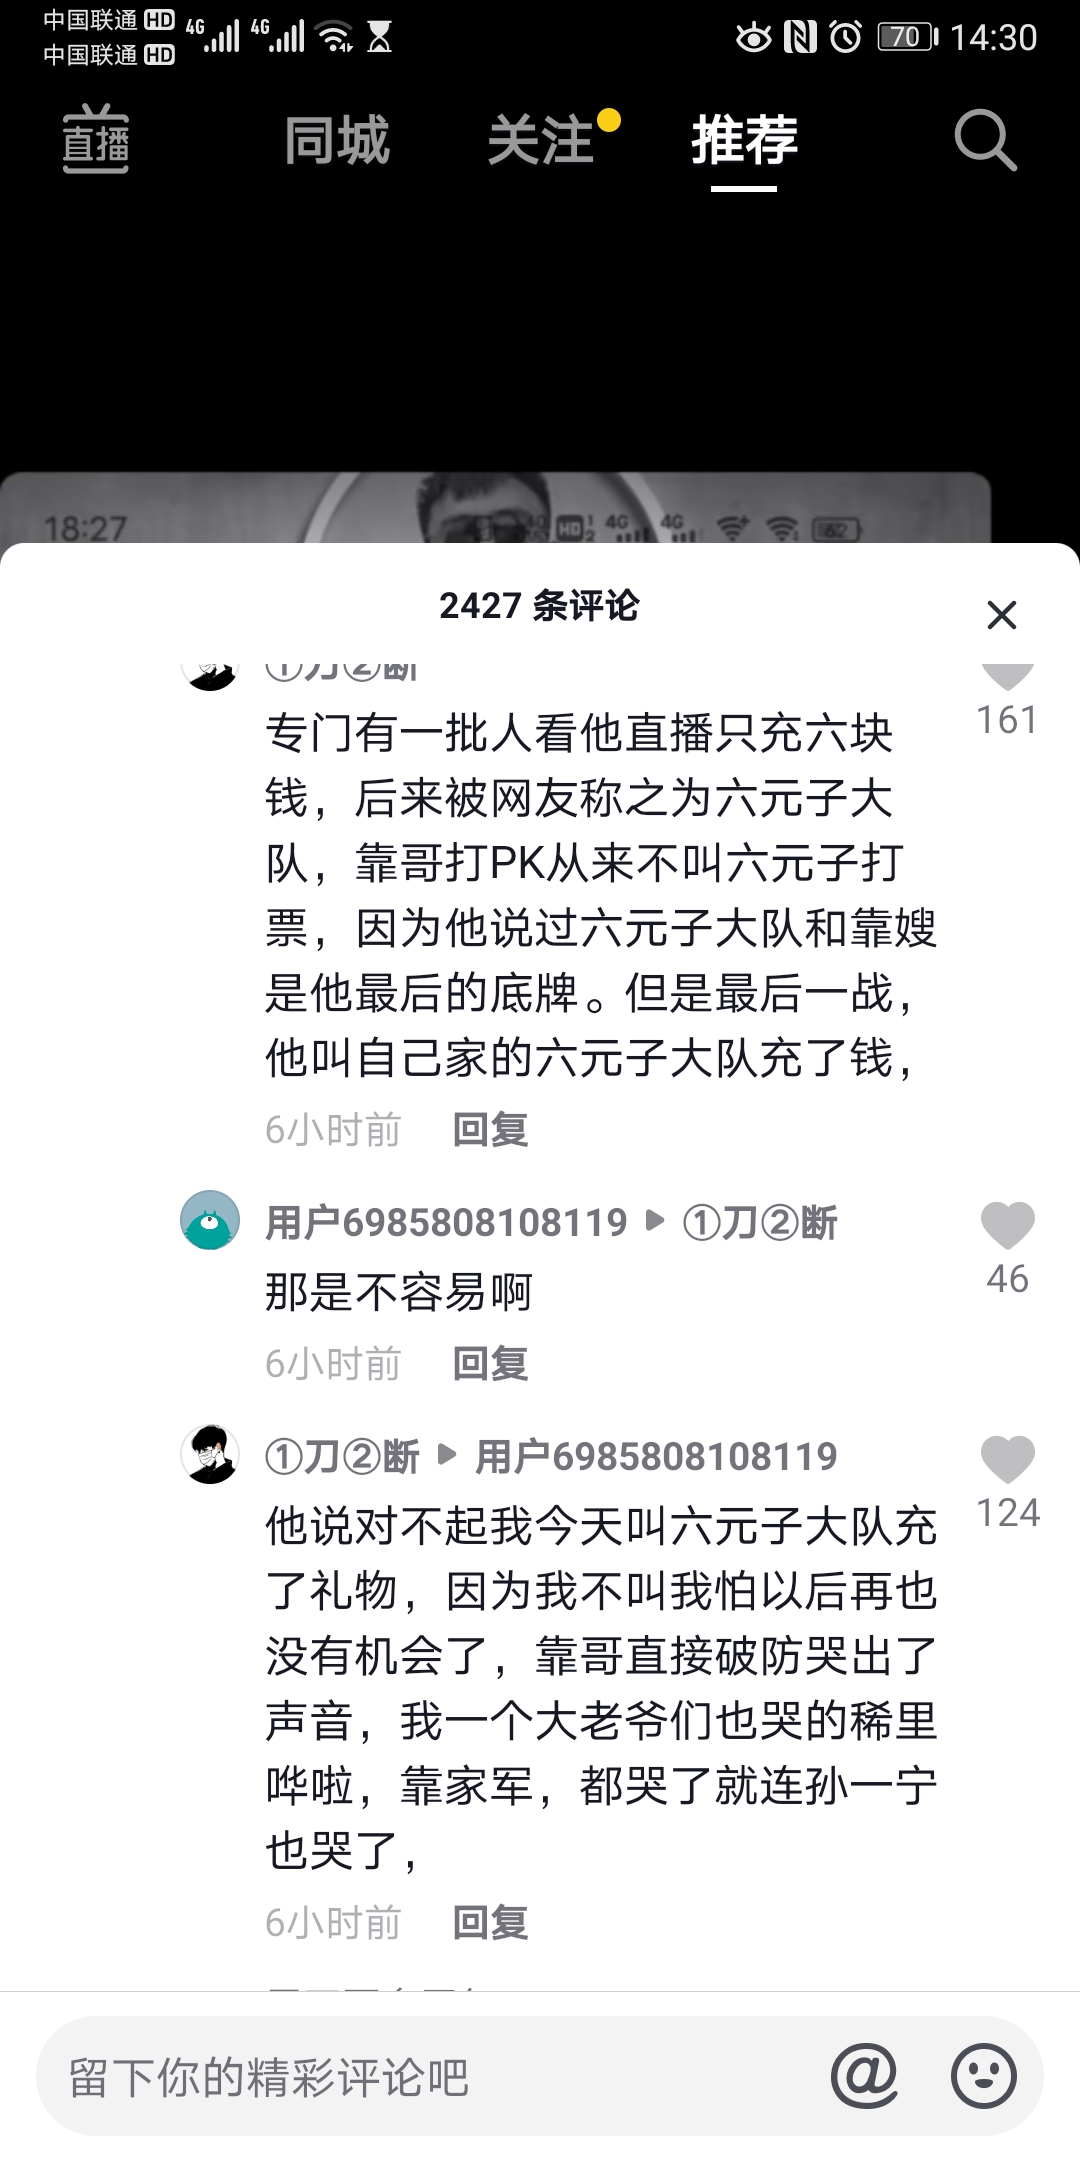 中国联通 HD 4G 4G 70 14:30
中国联通 HD
直播 同城 关注 推荐
18:27 HD 1 2 4G 4G 62
2427 条评论
①刀②断
161
专门有一批人看他直播只充六块
钱，后来被网友称之为六元子大
队，靠哥打PK从来不叫六元子打
票，因为他说过六元子大队和靠嫂
是他最后的底牌。但是最后一战，
他叫自己家的六元子大队充了钱，
6小时前 回复
用户6985808108119 ▶ ①刀②断
46
那是不容易啊
6小时前 回复
①刀②断 ▶ 用户6985808108119
124
他说对不起我今天叫六元子大队充
了礼物，因为我不叫我怕以后再也
没有机会了，靠哥直接破防哭出了
声音，我一个大老爷们也哭的稀里
哗啦，靠家军，都哭了就连孙一宁
也哭了，
6小时前 回复
留下你的精彩评论吧 @